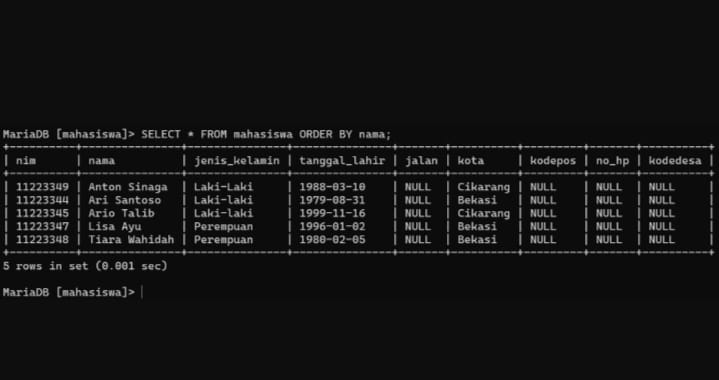 MariaDB [mahasiswa]> SELECT * FROM mahasiswa ORDER BY nama;
+----------+---------------+---------------+---------------+-------+----------+---------+-------+----------+
| nim | nama | jenis_kelamin | tanggal_lahir | jalan | kota | kodepos | no_hp | kodedesa |
+----------+---------------+---------------+---------------+-------+----------+---------+-------+----------+
| 11223349 | Anton Sinaga | Laki-Laki | 1988-03-10 | NULL | Cikarang | NULL | NULL | NULL |
| 11223344 | Ari Santoso | Laki-laki | 1979-08-31 | NULL | Bekasi | NULL | NULL | NULL |
| 11223345 | Ario Talib | Laki-laki | 1999-11-16 | NULL | Cikarang | NULL | NULL | NULL |
| 11223347 | Lisa Ayu | Perempuan | 1996-01-02 | NULL | Bekasi | NULL | NULL | NULL |
| 11223348 | Tiara Wahidah | Perempuan | 1980-02-05 | NULL | Bekasi | NULL | NULL | NULL |
+----------+---------------+---------------+---------------+-------+----------+---------+-------+----------+
5 rows in set (0.001 sec)
MariaDB [mahasiswa]>